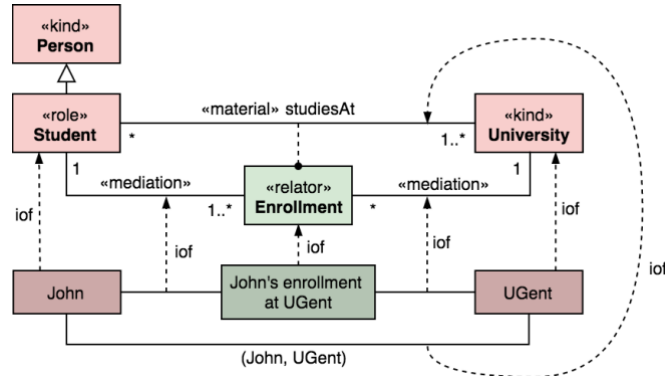 «kind»
Person
«role»
Student
«material» studiesAt
«kind»
University
*
1..*
1
1
«mediation»
«mediation»
«relator»
Enrollment
1..*
*
iof
iof
iof
iof
iof
iof
John
John's enrollment
at UGent
UGent
(John, UGent)